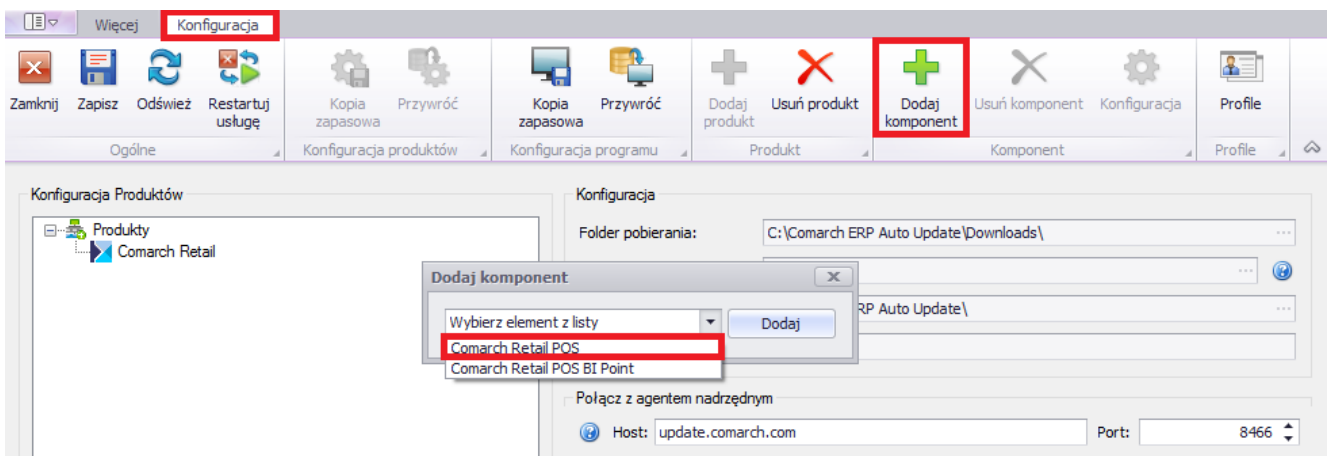 Więcej Konfiguracja
Zamknij Zapisz Odśwież Restartuj usługę Kopia zapasowa Przywróć Kopia zapasowa Przywróć Dodaj produkt Usuń produkt Dodaj komponent Usuń komponent Konfiguracja Profile
Ogólne Konfiguracja produktów Konfiguracja programu Produkt Komponent Profile
Konfiguracja Produktów
Produkty
Comarch Retail
Konfiguracja
Folder pobierania: C:\Comarch ERP Auto Update\Downloads\
Dodaj komponent
Wybierz element z listy Dodaj
Comarch Retail POS
Comarch Retail POS BI Point
RP Auto Update\
Połącz z agentem nadrzędnym
Host: update.comarch.com Port: 8466